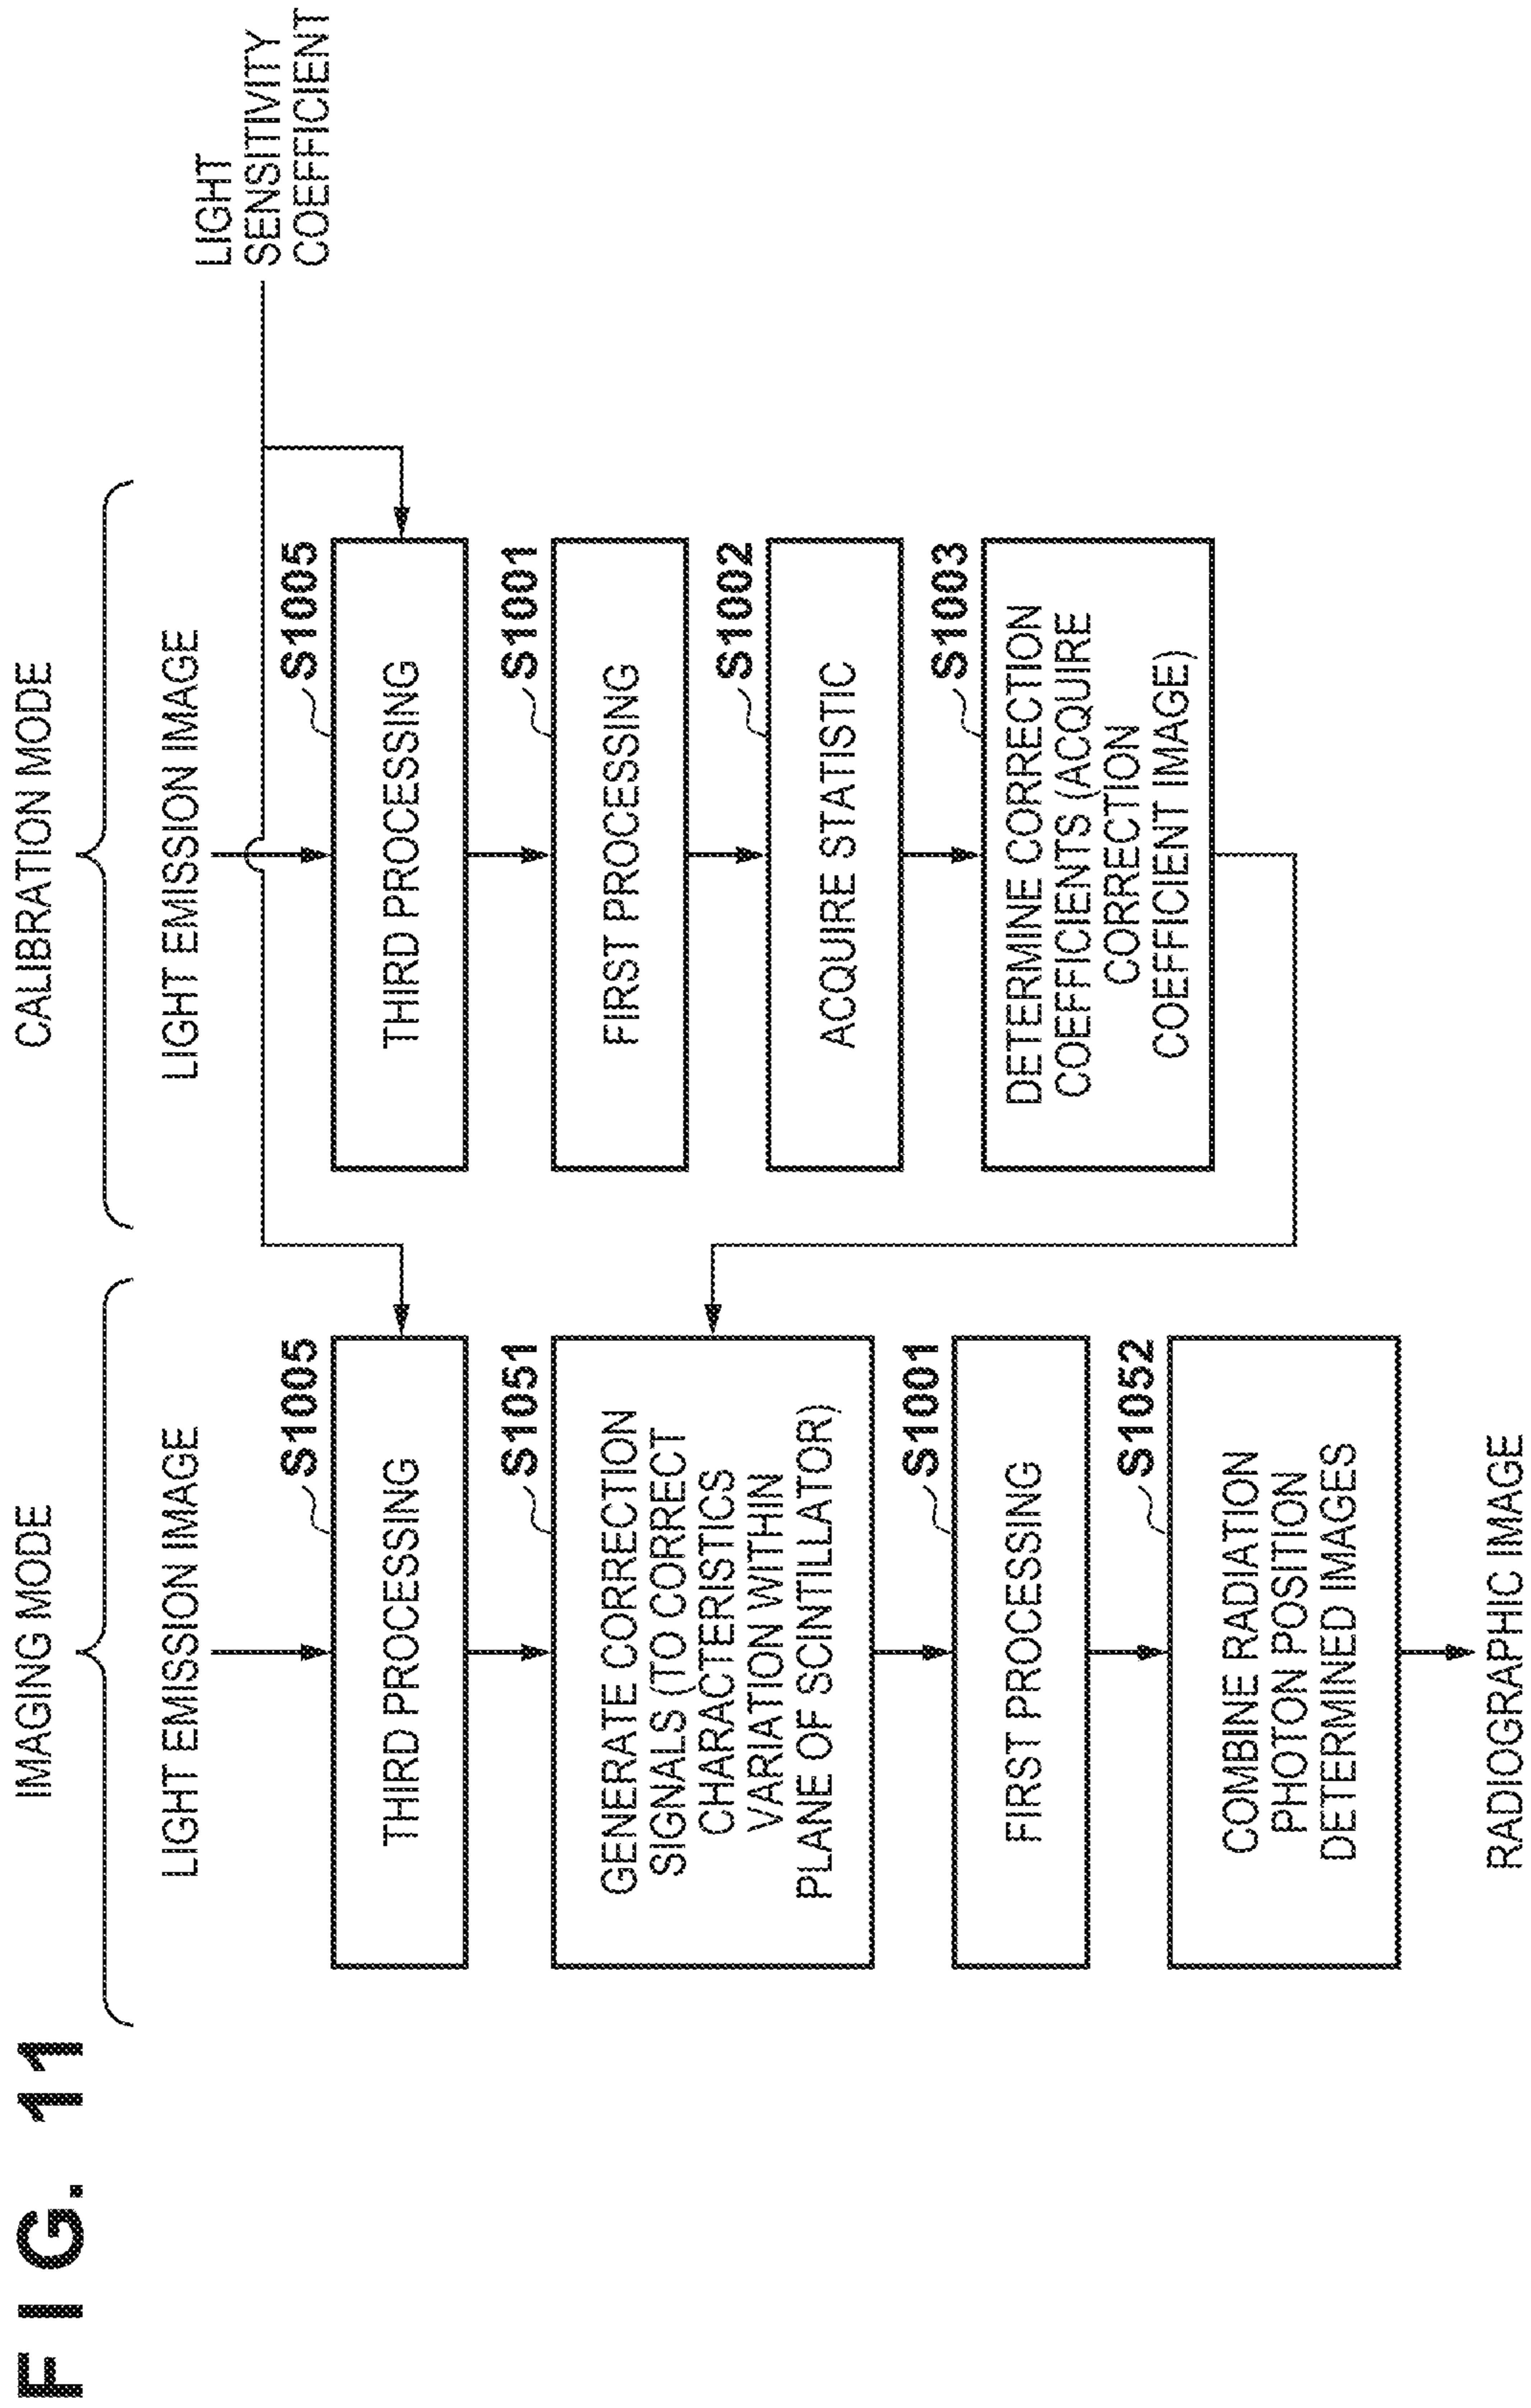 FIG. 11
IMAGING MODE
LIGHT EMISSION IMAGE
S1005
THIRD PROCESSING
S1051
GENERATE CORRECTION
SIGNALS (TO CORRECT
CHARACTERISTICS
VARIATION WITHIN
PLANE OF SCINTILLATOR)
S1001
FIRST PROCESSING
S1052
COMBINE RADIATION
PHOTON POSITION
DETERMINED IMAGES
RADIOGRAPHIC IMAGE
CALIBRATION MODE
LIGHT EMISSION IMAGE
S1005
THIRD PROCESSING
S1001
FIRST PROCESSING
S1002
ACQUIRE STATISTIC
S1003
DETERMINE CORRECTION
COEFFICIENTS (ACQUIRE
CORRECTION
COEFFICIENT IMAGE)
LIGHT
SENSITIVITY
COEFFICIENT